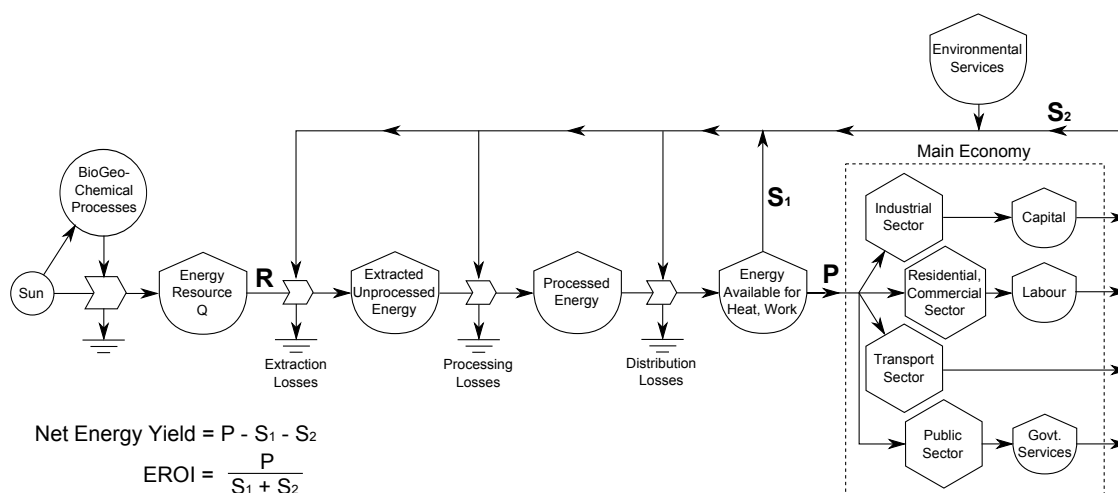 Environmental
Services
S2
Main Economy
BioGeo-
Chemical
Processes
S1
Industrial
Sector
Capital
Sun
Energy
Resource
Q
R
Extracted
Unprocessed
Energy
Processed
Energy
Energy
Available for
Heat, Work
P
Residential,
Commercial
Sector
Labour
Extraction
Losses
Processing
Losses
Distribution
Losses
Transport
Sector
Public
Sector
Govt.
Services
Net Energy Yield = P - S1 - S2
EROI = P
S1 + S2